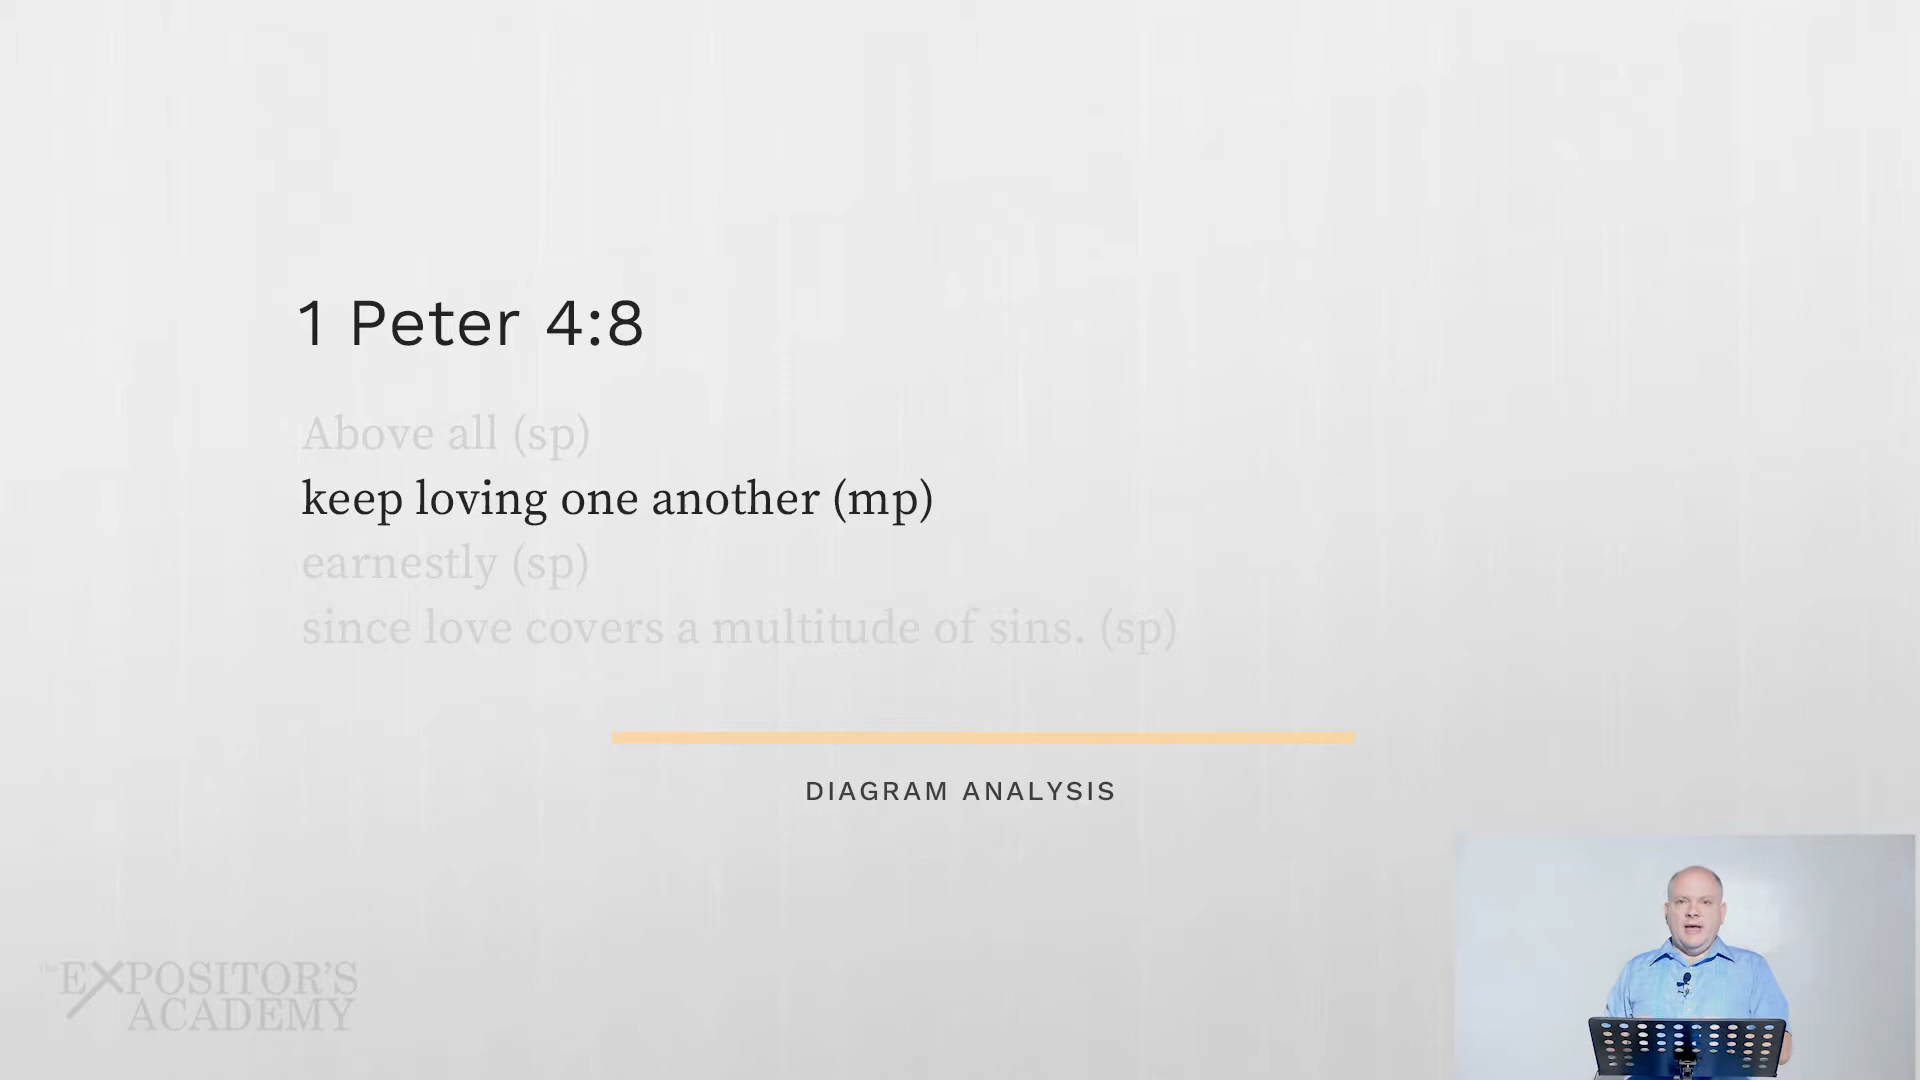 1 Peter 4:8
Above all (sp)
keep loving one another (mp)
earnestly (sp)
since love covers a multitude of sins. (sp)
DIAGRAM ANALYSIS
the EXPOSITOR'S
ACADEMY